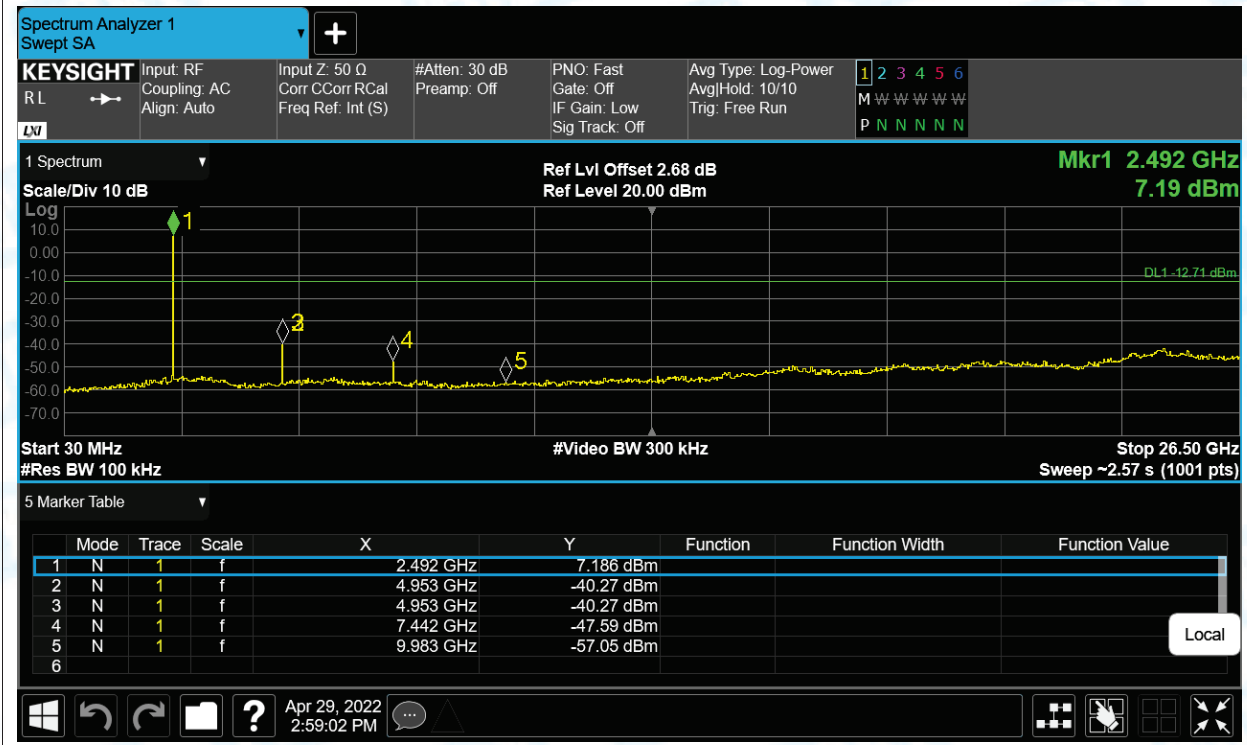 Spectrum Analyzer 1
Swept SA
KEYSIGHT
R L
LXI
Input: RF
Coupling: AC
Align: Auto
Input Z: 50 Ω
Corr CCorr RCal
Freq Ref: Int (S)
#Atten: 30 dB
Preamp: Off
PNO: Fast
Gate: Off
IF Gain: Low
Sig Track: Off
Avg Type: Log-Power
Avg|Hold: 10/10
Trig: Free Run
1 2 3 4 5 6
M W W W W W
P N N N N N
1 Spectrum
Scale/Div 10 dB
Ref Lvl Offset 2.68 dB
Ref Level 20.00 dBm
Mkr1 2.492 GHz
7.19 dBm
Log
10.0
0.00
-10.0
-20.0
-30.0
-40.0
-50.0
-60.0
-70.0
1
3
4
5
DL1 -12.71 dBm
Start 30 MHz #Video BW 300 kHz Stop 26.50 GHz
#Res BW 100 kHz Sweep ~2.57 s (1001 pts)
5 Marker Table
Mode Trace Scale X Y Function Function Width Function Value
1 N 1 f 2.492 GHz 7.186 dBm
2 N 1 f 4.953 GHz -40.27 dBm
3 N 1 f 4.953 GHz -40.27 dBm
4 N 1 f 7.442 GHz -47.59 dBm
5 N 1 f 9.983 GHz -57.05 dBm
6
Local
?
Apr 29, 2022
2:59:02 PM